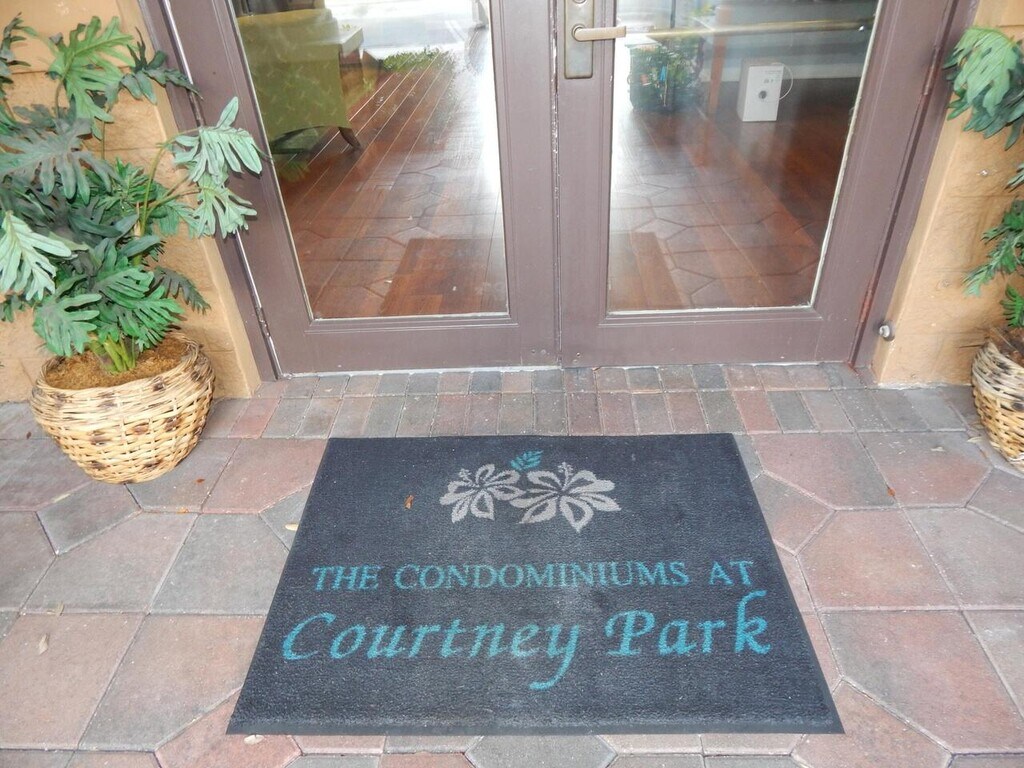 THE CONDOMINIUMS AT
Courtney Park